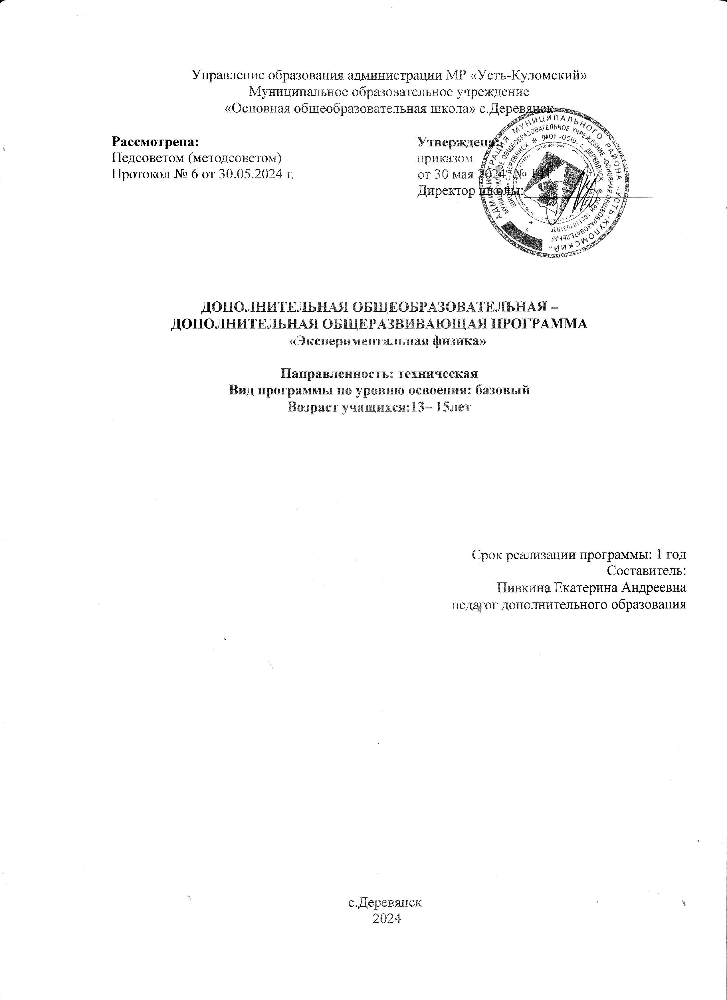 Управление образования администрации МР «Усть-Куломский»
Муниципальное образовательное учреждение
«Основная общеобразовательная школа» с.Деревянск
Рассмотрена:
Педсоветом (методсоветом)
Протокол № 6 от 30.05.2024 г.
Утверждена:
приказом
от 30 мая 2024 № 141
Директор школы:
АДМИНИСТРАЦИЯ МУНИЦИПАЛЬНОГО РАЙОНА "УСТЬ-КУЛОМСКИЙ"
МУНИЦИПАЛЬНОЕ ОБЩЕОБРАЗОВАТЕЛЬНОЕ УЧРЕЖДЕНИЕ «ОСНОВНАЯ ОБЩЕОБРАЗОВАТЕЛЬНАЯ
ШКОЛА» С. ДЕРЕВЯНСК * (МОУ «ООШ» С. ДЕРЕВЯНСК) * ОГРН
ДОПОЛНИТЕЛЬНАЯ ОБЩЕОБРАЗОВАТЕЛЬНАЯ –
ДОПОЛНИТЕЛЬНАЯ ОБЩЕРАЗВИВАЮЩАЯ ПРОГРАММА
«Экспериментальная физика»
Направленность: техническая
Вид программы по уровню освоения: базовый
Возраст учащихся:13– 15лет
Срок реализации программы: 1 год
Составитель:
Пивкина Екатерина Андреевна
педагог дополнительного образования
с.Деревянск
2024